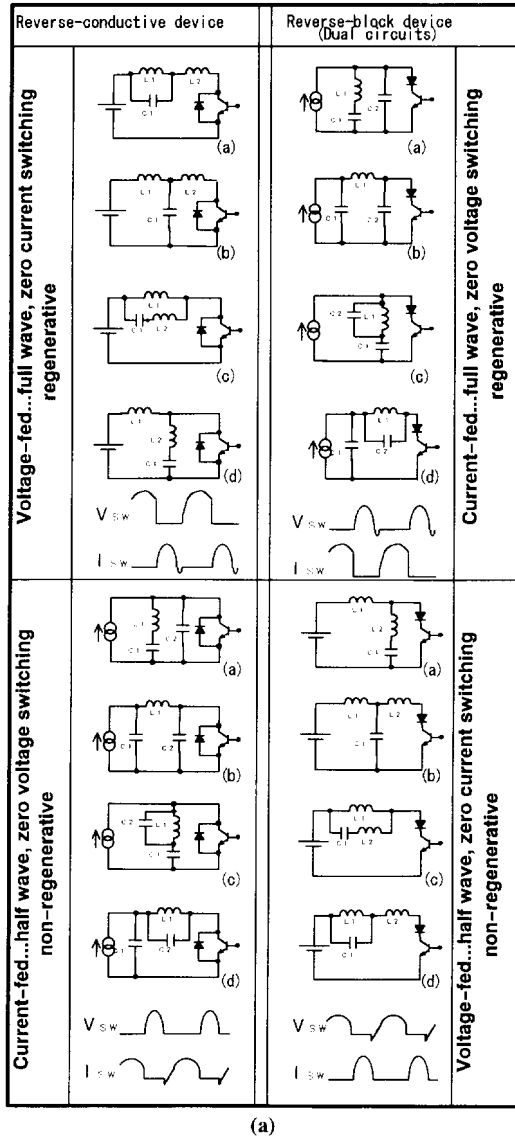 Reverse-conductive device
Reverse-block device
(Dual circuits)
Voltage-fed...full wave, zero current switching
regenerative
L1
L2
C1
(a)
L1
L2
C1
(b)
L1
C1
L2
(c)
L1
L2
C1
(d)
V SW
I SW
L1
C2
C1
(a)
L1
C1
C2
(b)
C2
L1
C1
(c)
L1
C1
C2
(d)
V SW
I SW
Current-fed...full wave, zero voltage switching
regenerative
Current-fed...half wave, zero voltage switching
non-regenerative
L1
C2
C1
(a)
L1
C1
C2
(b)
C2
L1
C1
(c)
L1
C1
C2
(d)
V SW
I SW
L1
L2
C1
(a)
L1
L2
C1
(b)
L1
C1
L2
(c)
L1
L2
C1
(d)
V SW
I SW
Voltage-fed...half wave, zero current switching
non-regenerative
(a)